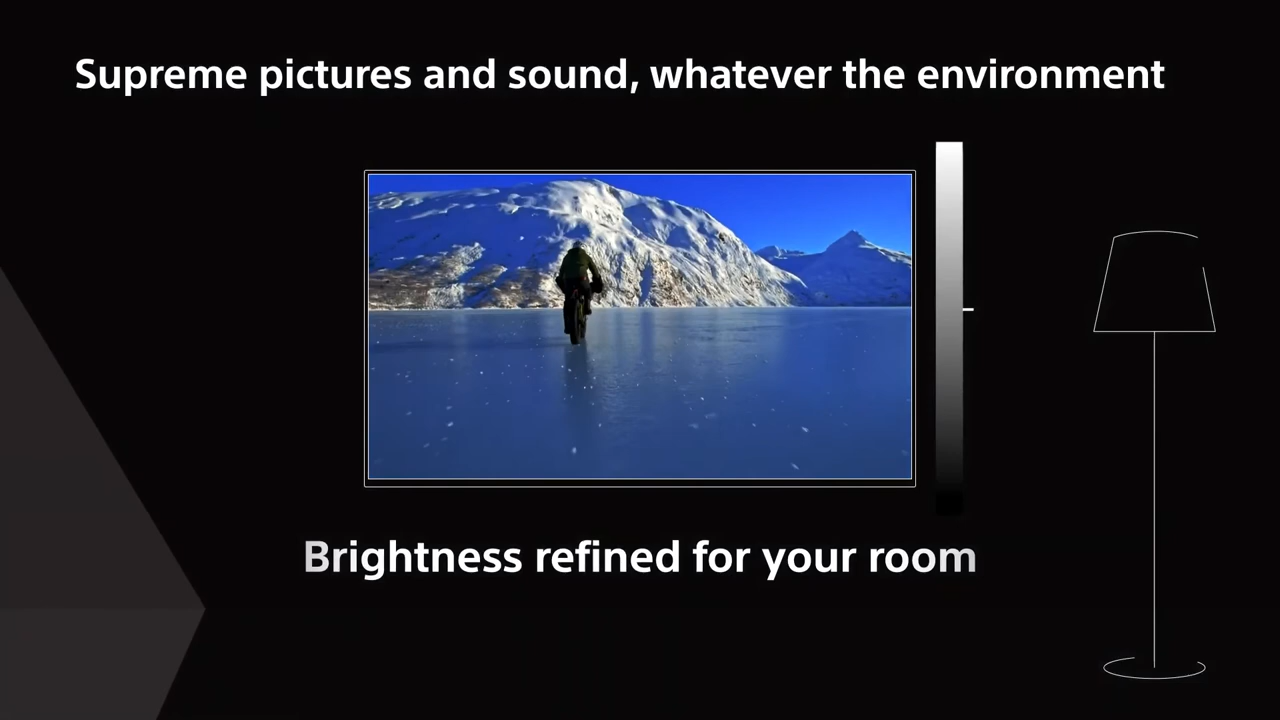 Supreme pictures and sound, whatever the environment
Brightness refined for your room